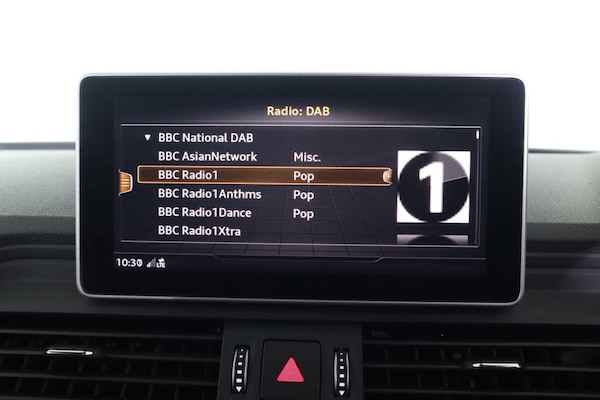 Radio: DAB
▼ BBC National DAB
BBC AsianNetwork Misc.
BBC Radio1 Pop
BBC Radio1Anthms Pop
BBC Radio1Dance Pop
BBC Radio1Xtra
1
10:30 LTE